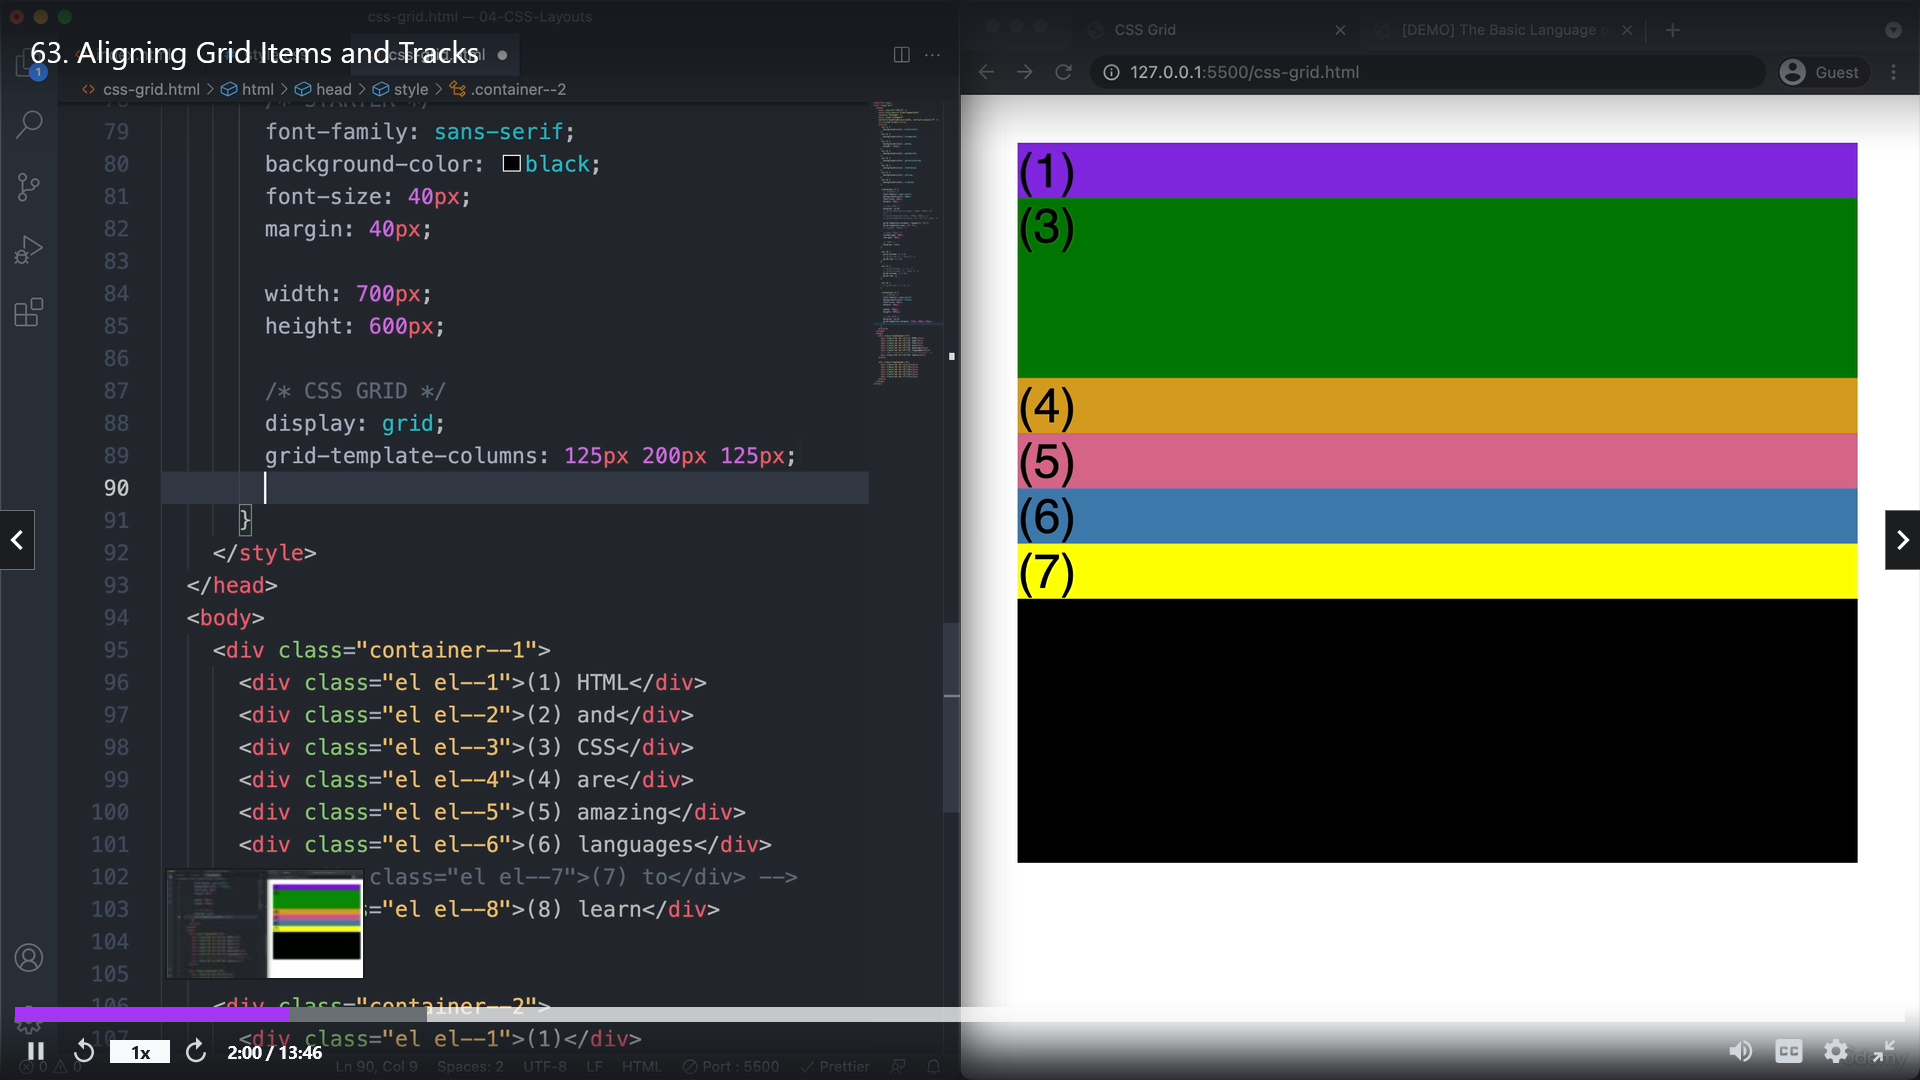 css-grid.html — 04-CSS-Layouts
63. Aligning Grid Items and Tracks
css-grid.html > html > head > style > .container--2
/* STARTER */
79 font-family: sans-serif;
80 background-color: black;
81 font-size: 40px;
82 margin: 40px;
83
84 width: 700px;
85 height: 600px;
86
87 /* CSS GRID */
88 display: grid;
89 grid-template-columns: 125px 200px 125px;
90
91 }
92 </style>
93 </head>
94 <body>
95 <div class="container--1">
96 <div class="el el--1">(1) HTML</div>
97 <div class="el el--2">(2) and</div>
98 <div class="el el--3">(3) CSS</div>
99 <div class="el el--4">(4) are</div>
100 <div class="el el--5">(5) amazing</div>
101 <div class="el el--6">(6) languages</div>
102 class="el el--7">(7) to</div> -->
103 ="el el--8">(8) learn</div>
104
105
106 <div class="container--2">
107 <div class="el el--1">(1)</div>
1x
2:00 / 13:46
Ln 90, Col 9 Spaces: 2 UTF-8 LF HTML Port : 5500 Prettier
CSS Grid
[DEMO] The Basic Language
127.0.0.1:5500/css-grid.html
Guest
(1)
(3)
(4)
(5)
(6)
(7)
CC
udemy